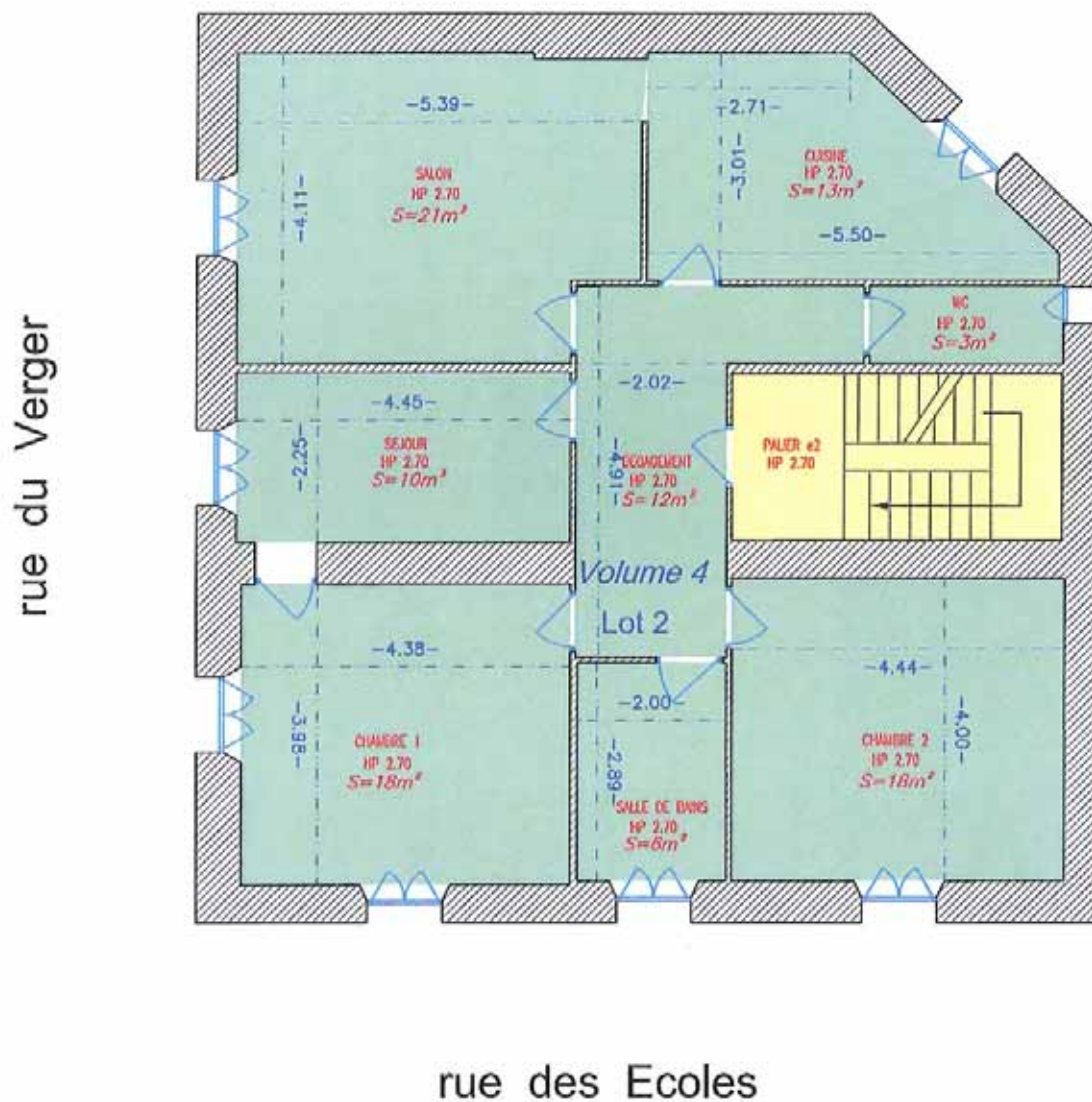 -5.39-
-2.71-
-4.11-
-3.01-
SALON
HP 2.70
S=21m²
CUISINE
HP 2.70
S=13m²
-5.50-
WC
HP 2.70
S=3m²
rue du Verger
-2.02-
-4.45-
-2.25-
SEJOUR
HP 2.70
S=10m²
-4.91-
DEGAGEMENT
HP 2.70
S=12m²
PALIER e2
HP 2.70
Volume 4
Lot 2
-4.38-
-3.98-
CHAMBRE 1
HP 2.70
S=18m²
-2.00-
-2.89-
SALLE DE BAINS
HP 2.70
S=6m²
-4.44-
-4.00-
CHAMBRE 2
HP 2.70
S=18m²
rue des Ecoles